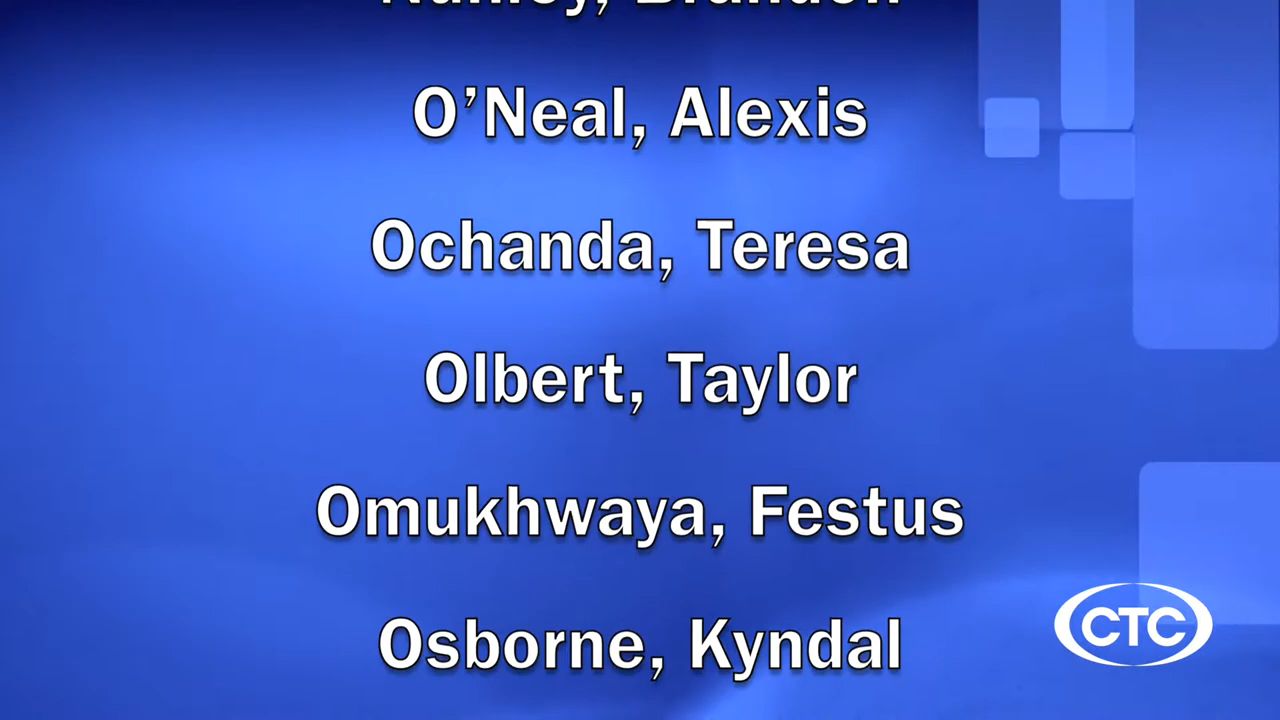 O’Neal, Alexis
Ochanda, Teresa
Olbert, Taylor
Omukhwaya, Festus
Osborne, Kyndal
CTC